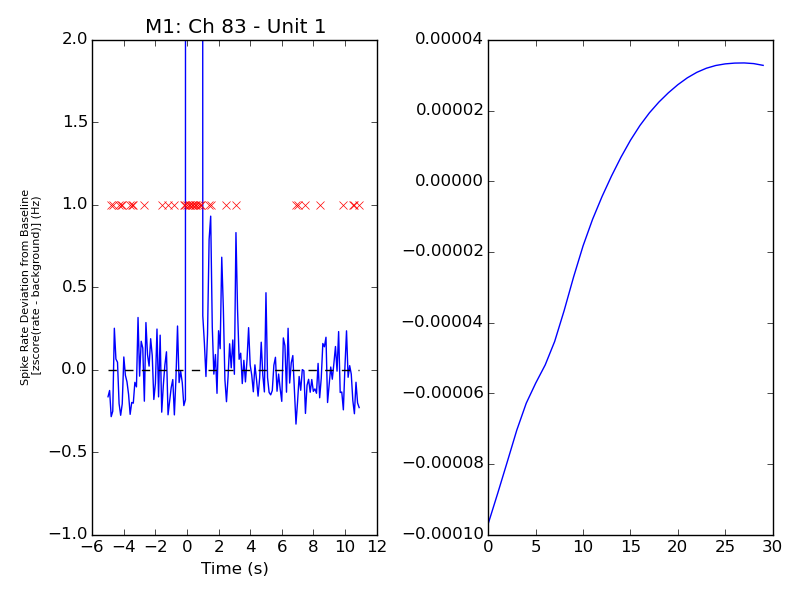 M1: Ch 83 - Unit 1
2.0
1.5
1.0
0.5
0.0
−0.5
−1.0
−6 −4 −2 0 2 4 6 8 10 12
Time (s)
Spike Rate Deviation from Baseline
[zscore(rate - background)] (Hz)
0.00004
0.00002
0.00000
−0.00002
−0.00004
−0.00006
−0.00008
−0.00010
0 5 10 15 20 25 30